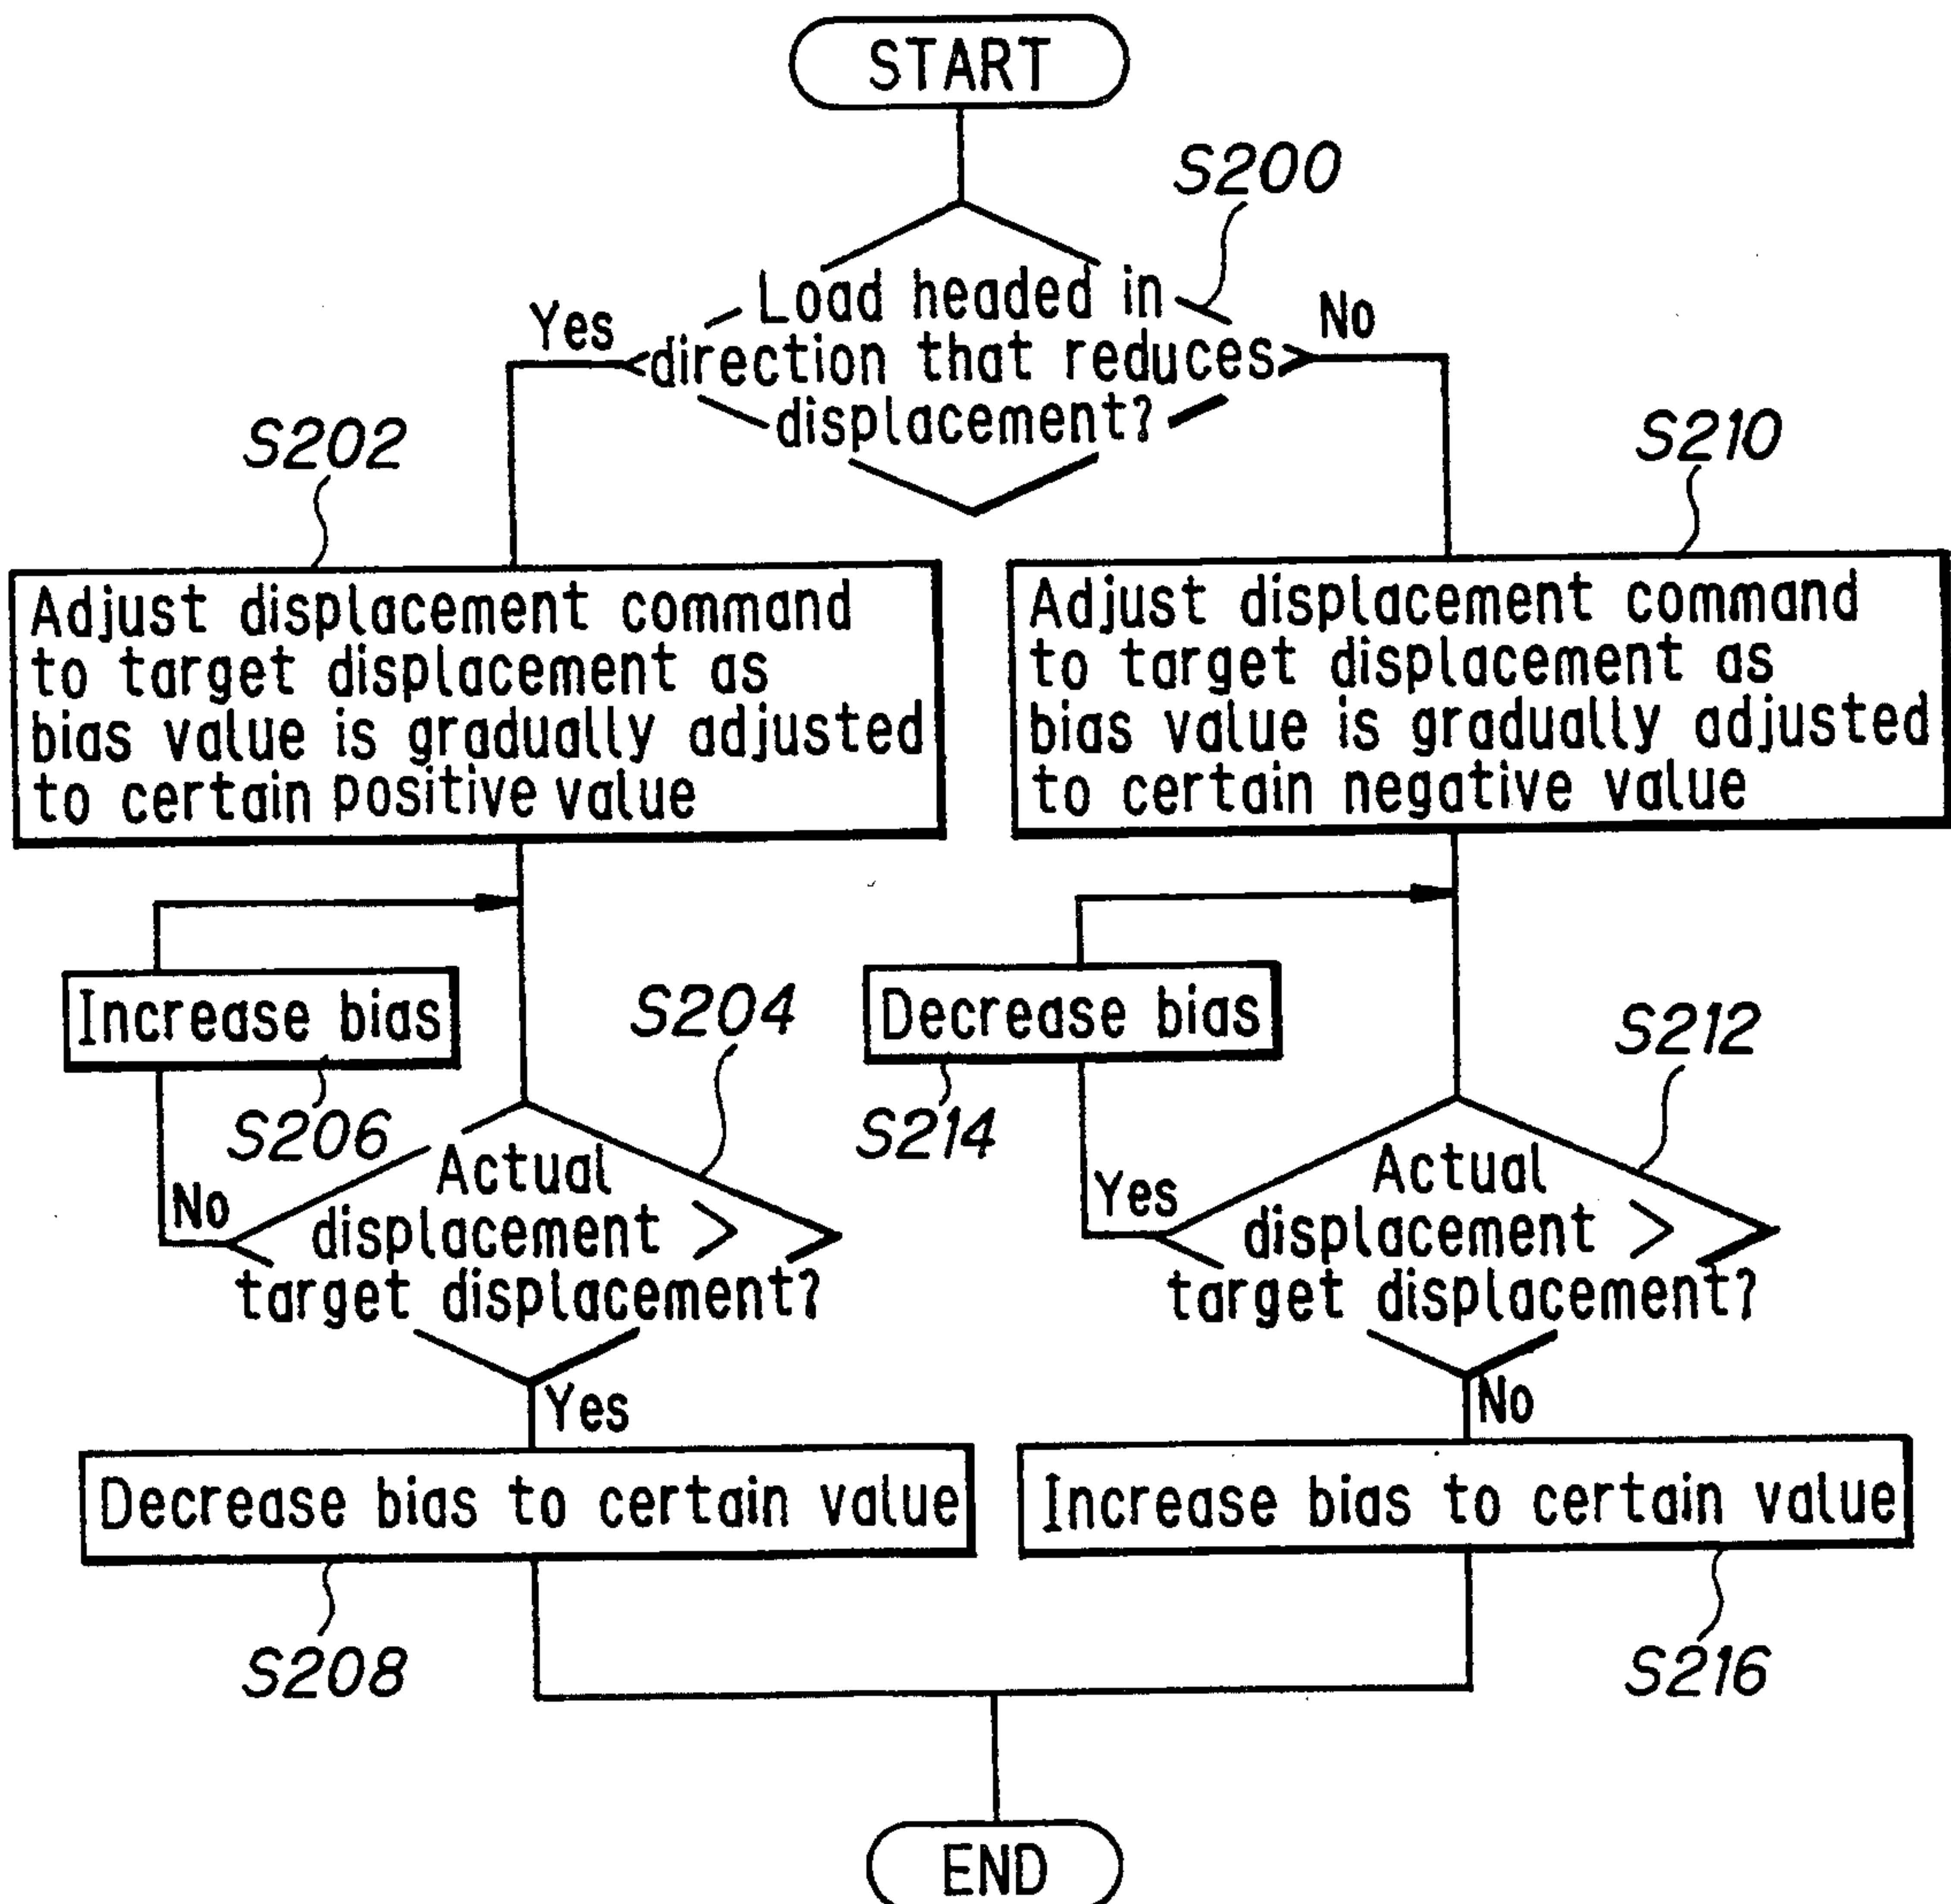 START
S200
Load headed in
direction that reduces
displacement?
Yes
No
S202
Adjust displacement command
to target displacement as
bias value is gradually adjusted
to certain positive value
S210
Adjust displacement command
to target displacement as
bias value is gradually adjusted
to certain negative value
Increase bias
S206
S204
Actual
displacement >
target displacement?
No
Yes
Decrease bias
S214
S212
Actual
displacement >
target displacement?
Yes
No
Decrease bias to certain value
S208
Increase bias to certain value
S216
END